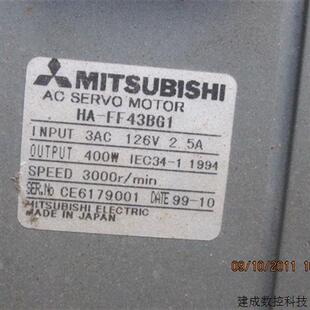 MITSUBISHI
AC SERVO MOTOR
HA-FF43BG1
INPUT 3AC 126V 2.5A
OUTPUT 400W IEC34-1 1994
SPEED 3000r/min
SER.No CE6179001 DATE 99-10
MITSUBISHI ELECTRIC
MADE IN JAPAN
09/10/2011 1
建成数控科技